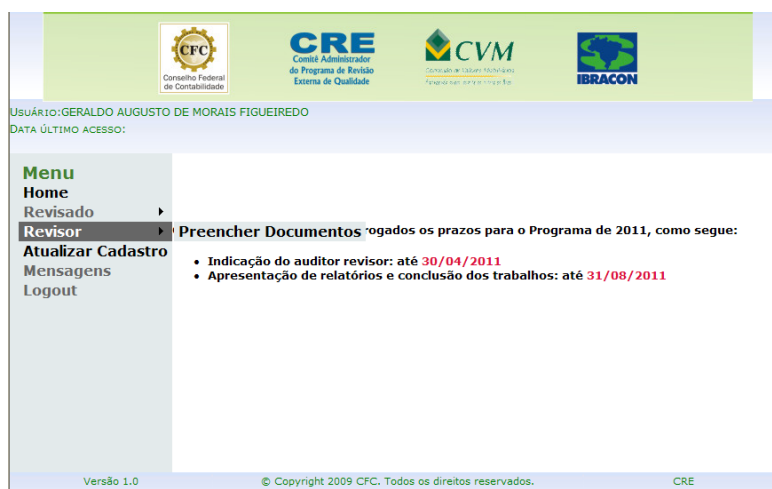 CFC
Conselho Federal
de Contabilidade
CRE
Comitê Administrador
do Programa de Revisão
Externa de Qualidade
CVM
IBRACON
USUÁRIO:GERALDO AUGUSTO DE MORAIS FIGUEIREDO
DATA ÚLTIMO ACESSO:
Menu
Home
Revisado
Revisor
Preencher Documentos
rogados os prazos para o Programa de 2011, como segue:
Atualizar Cadastro
Mensagens
Logout
• Indicação do auditor revisor: até 30/04/2011
• Apresentação de relatórios e conclusão dos trabalhos: até 31/08/2011
Versão 1.0
© Copyright 2009 CFC. Todos os direitos reservados.
CRE